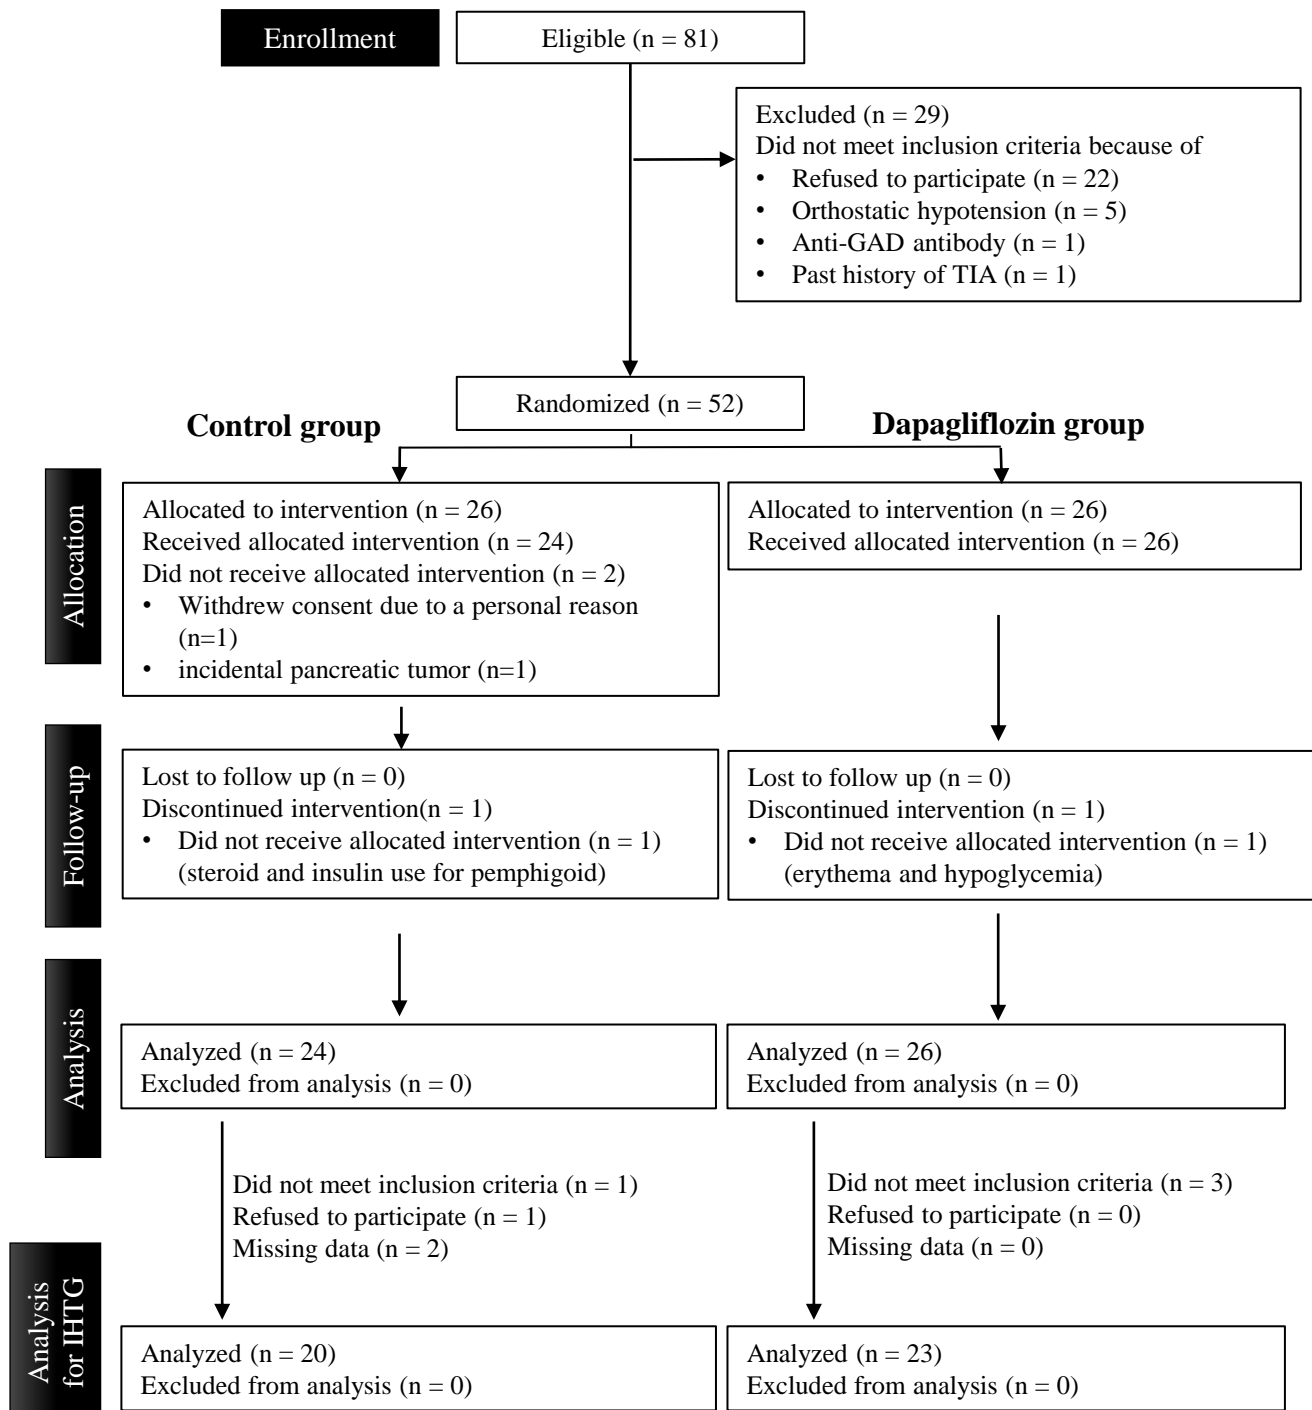 Enrollment
Eligible (n = 81)
Excluded (n = 29)
Did not meet inclusion criteria because of
• Refused to participate (n = 22)
• Orthostatic hypotension (n = 5)
• Anti-GAD antibody (n = 1)
• Past history of TIA (n = 1)
Randomized (n = 52)
Control group
Dapagliflozin group
Allocation
Allocated to intervention (n = 26)
Received allocated intervention (n = 24)
Did not receive allocated intervention (n = 2)
• Withdrew consent due to a personal reason
(n=1)
• incidental pancreatic tumor (n=1)
Allocated to intervention (n = 26)
Received allocated intervention (n = 26)
Follow-up
Lost to follow up (n = 0)
Discontinued intervention(n = 1)
• Did not receive allocated intervention (n = 1)
(steroid and insulin use for pemphigoid)
Lost to follow up (n = 0)
Discontinued intervention (n = 1)
• Did not receive allocated intervention (n = 1)
(erythema and hypoglycemia)
Analysis
Analyzed (n = 24)
Excluded from analysis (n = 0)
Analyzed (n = 26)
Excluded from analysis (n = 0)
Did not meet inclusion criteria (n = 1)
Refused to participate (n = 1)
Missing data (n = 2)
Did not meet inclusion criteria (n = 3)
Refused to participate (n = 0)
Missing data (n = 0)
Analysis
for IHTG
Analyzed (n = 20)
Excluded from analysis (n = 0)
Analyzed (n = 23)
Excluded from analysis (n = 0)